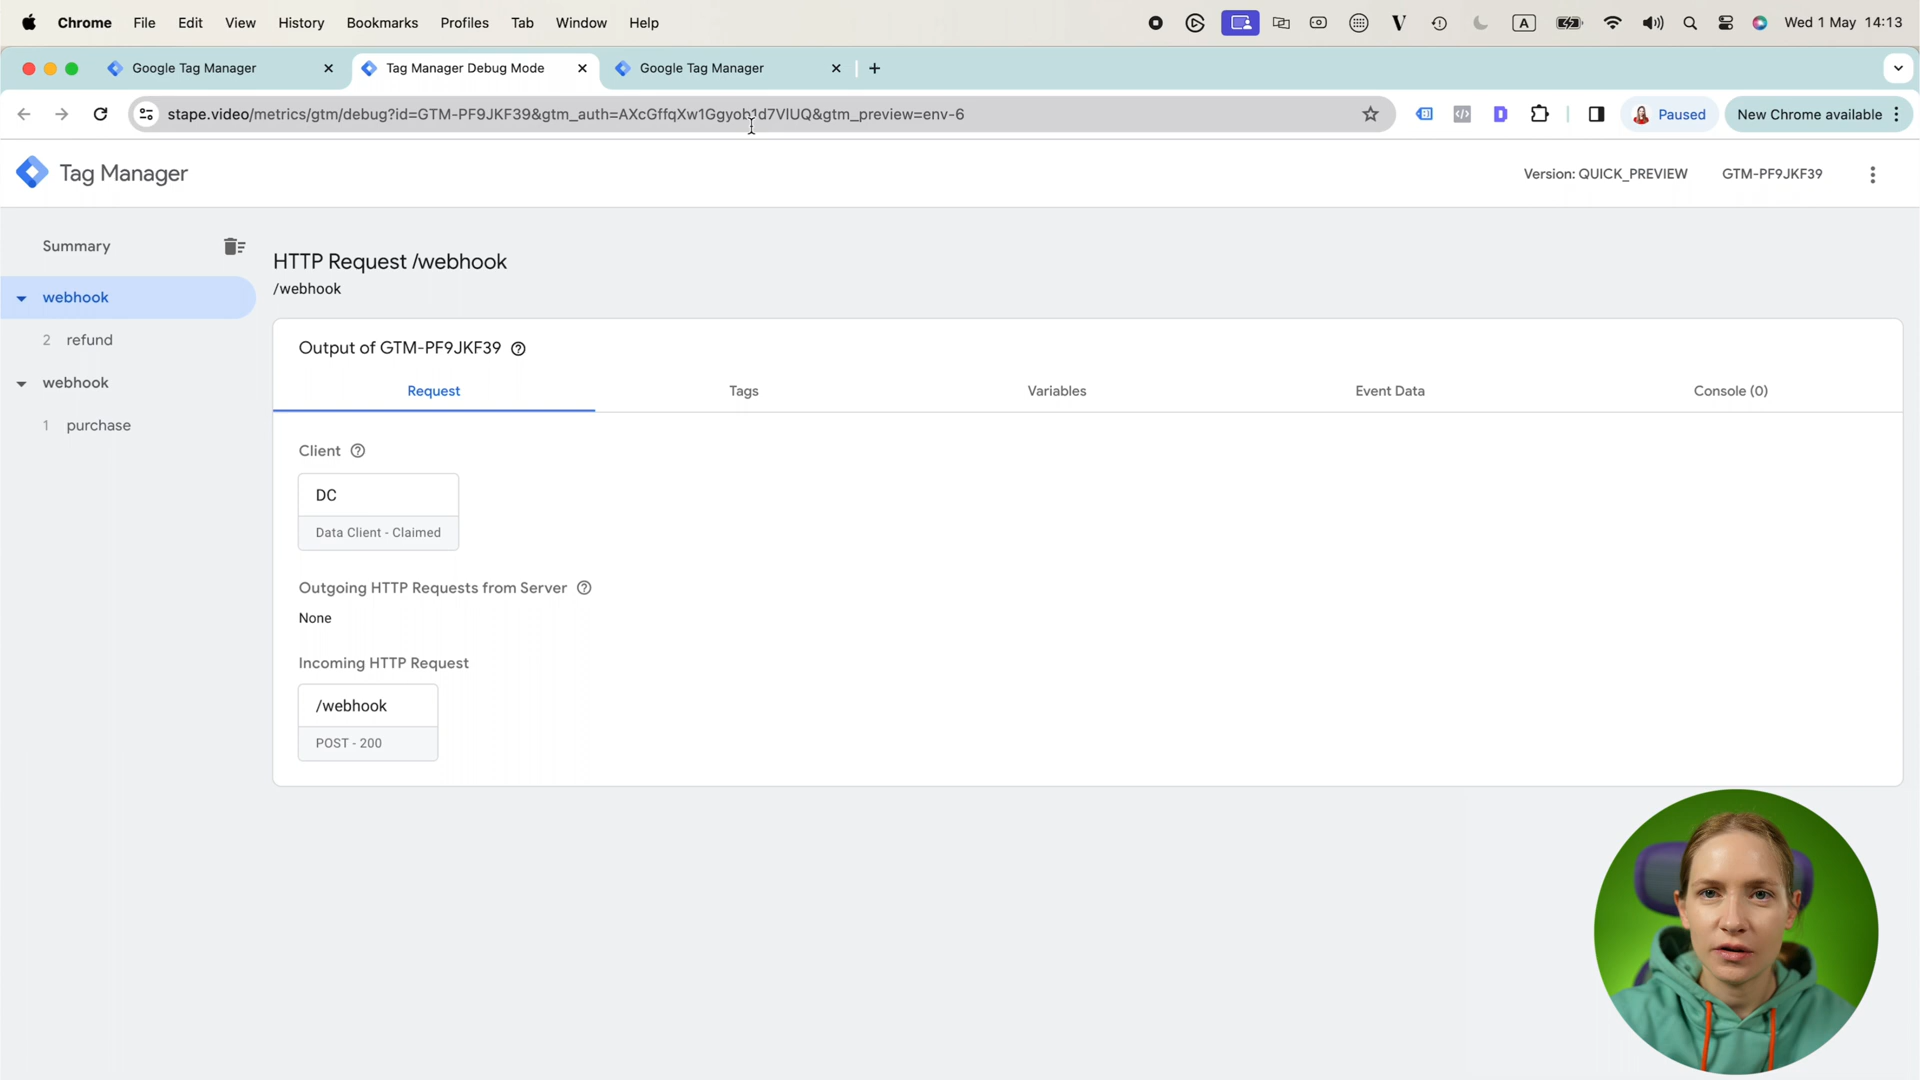 Chrome File Edit View History Bookmarks Profiles Tab Window Help
A Wed 1 May 14:13
Google Tag Manager Tag Manager Debug Mode Google Tag Manager
stape.video/metrics/gtm/debug?id=GTM-PF9JKF39&gtm_auth=AXcGffqXw1Ggyob1d7VlUQ&gtm_preview=env-6
Paused New Chrome available
Tag Manager
Version: QUICK_PREVIEW GTM-PF9JKF39
Summary
webhook
2 refund
webhook
1 purchase
HTTP Request /webhook
/webhook
Output of GTM-PF9JKF39
Request Tags Variables Event Data Console (0)
Client
DC
Data Client - Claimed
Outgoing HTTP Requests from Server
None
Incoming HTTP Request
/webhook
POST - 200